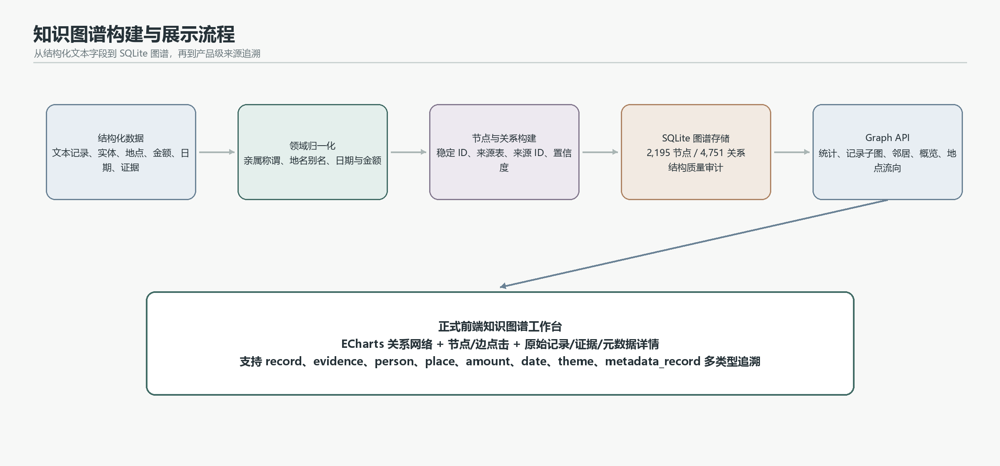 知识图谱构建与展示流程
从结构化文本字段到 SQLite 图谱，再到产品级来源追溯
结构化数据
文本记录、实体、地点、金额、日
期、证据
领域归一化
亲属称谓、地名别名、日期与金额
节点与关系构建
稳定 ID、来源表、来源 ID、置信
度
SQLite 图谱存储
2,195 节点 / 4,751 关系
结构质量审计
Graph API
统计、记录子图、邻居、概览、地
点流向
正式前端知识图谱工作台
ECharts 关系网络 + 节点/边点击 + 原始记录/证据/元数据详情
支持 record、evidence、person、place、amount、date、theme、metadata_record 多类型追溯